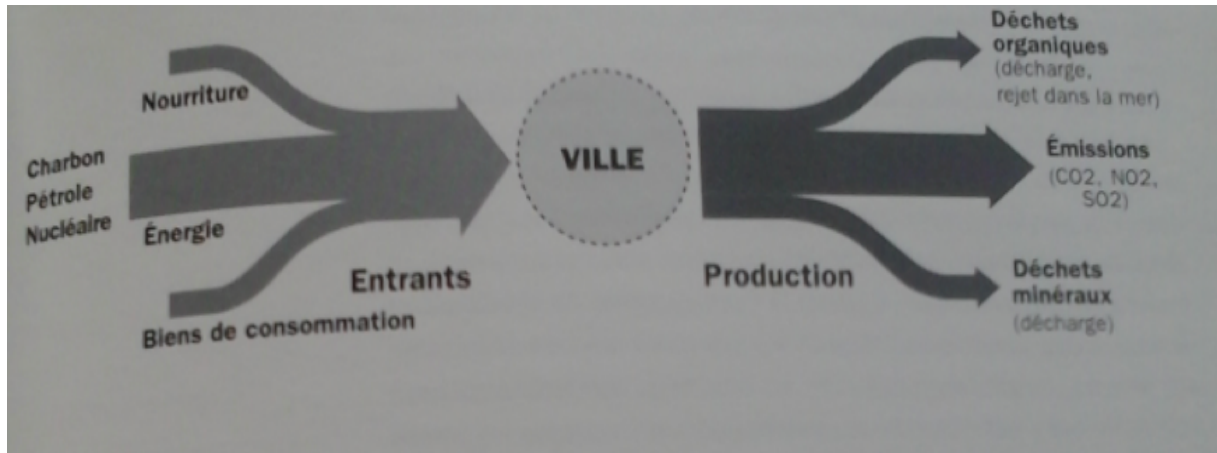 Nourriture
Charbon
Pétrole
Nucléaire
Énergie
Biens de consommation
Entrants
VILLE
Production
Déchets
organiques
(décharge,
rejet dans la mer)
Émissions
(CO2, NO2,
SO2)
Déchets
minéraux
(décharge)